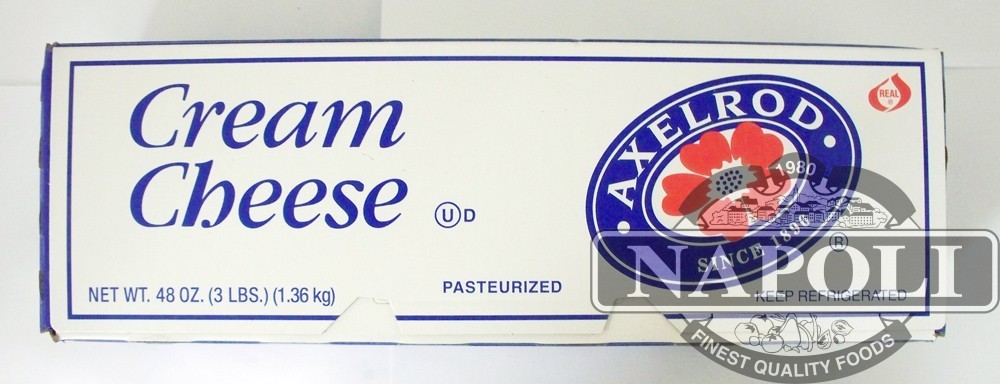 Cream
Cheese
U D
NET WT. 48 OZ. (3 LBS.) (1.36 kg)
PASTEURIZED
AXELROD
SINCE 1896
REAL
®
1980
®
NAPOLI
KEEP REFRIGERATED
FINEST QUALITY FOODS